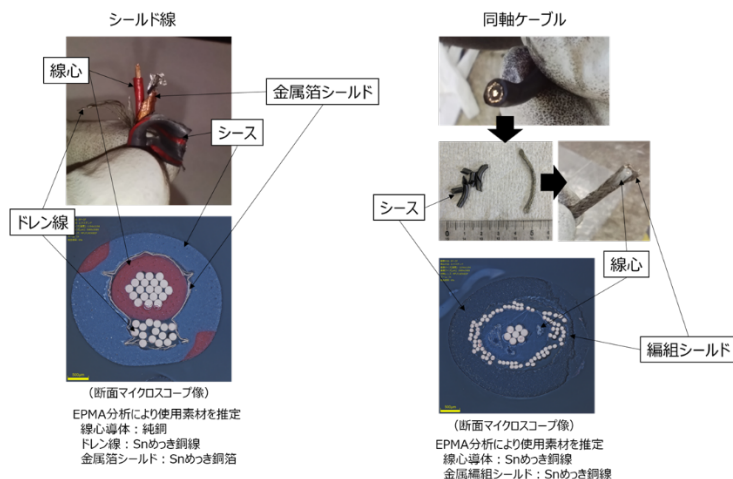 シールド線
線心
金属箔シールド
シース
ドレン線
(断面マイクロスコープ像)
EPMA分析により使用素材を推定
線心導体:純銅
ドレン線:Snめっき銅線
金属箔シールド:Snめっき銅箔
同軸ケーブル
シース
線心
編組シールド
(断面マイクロスコープ像)
EPMA分析により使用素材を推定
線心導体:Snめっき銅線
金属編組シールド:Snめっき銅線